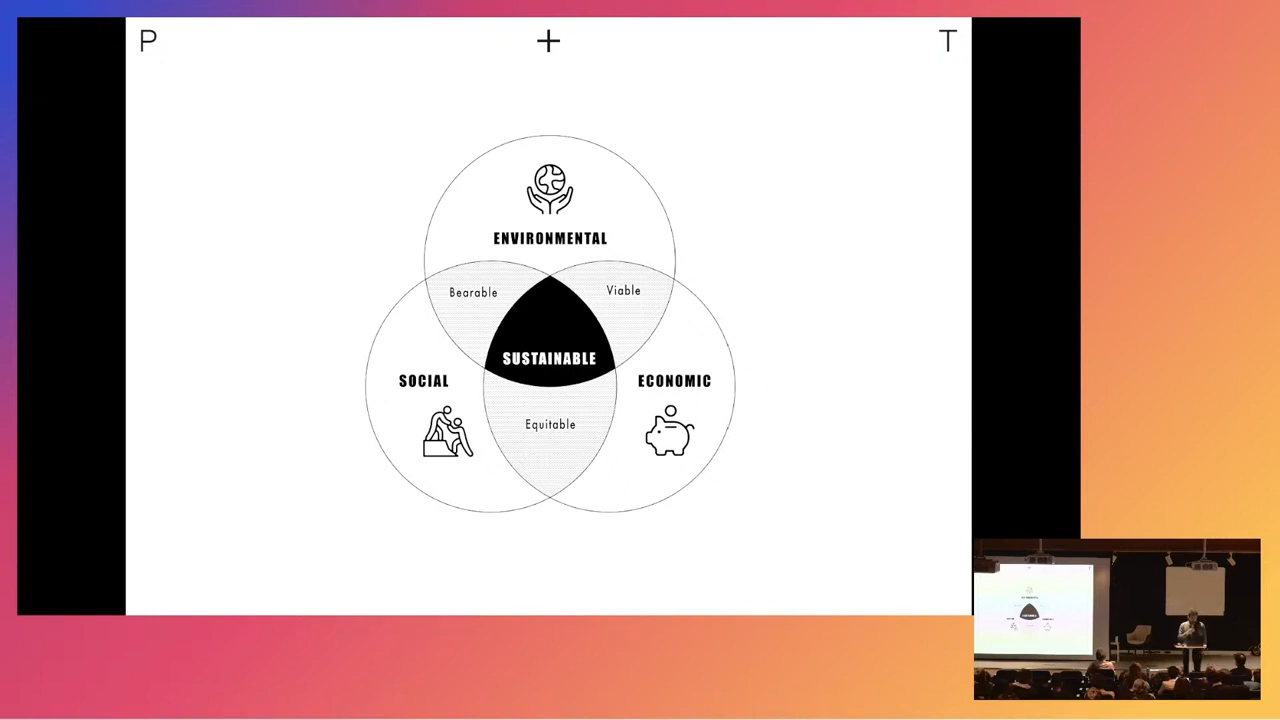 P + T
ENVIRONMENTAL
Bearable
Viable
SUSTAINABLE
SOCIAL
ECONOMIC
Equitable